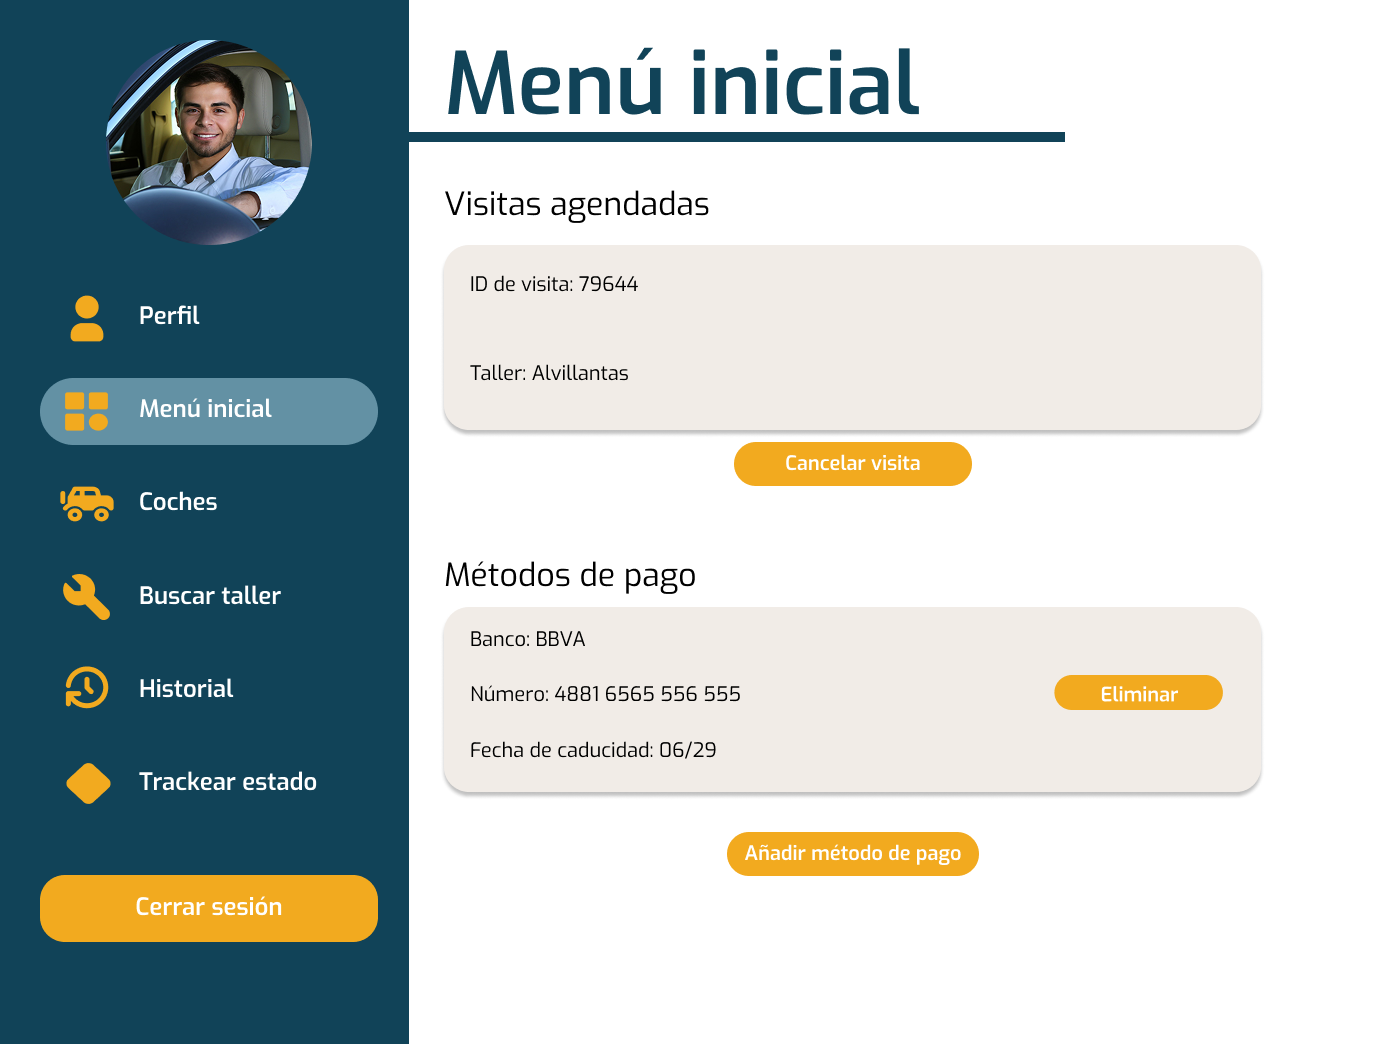 Menú inicial
Perfil
Menú inicial
Coches
Buscar taller
Historial
Trackear estado
Cerrar sesión
Visitas agendadas
ID de visita: 79644
Taller: Alvillantas
Cancelar visita
Métodos de pago
Banco: BBVA
Número: 4881 6565 556 555
Eliminar
Fecha de caducidad: 06/29
Añadir método de pago